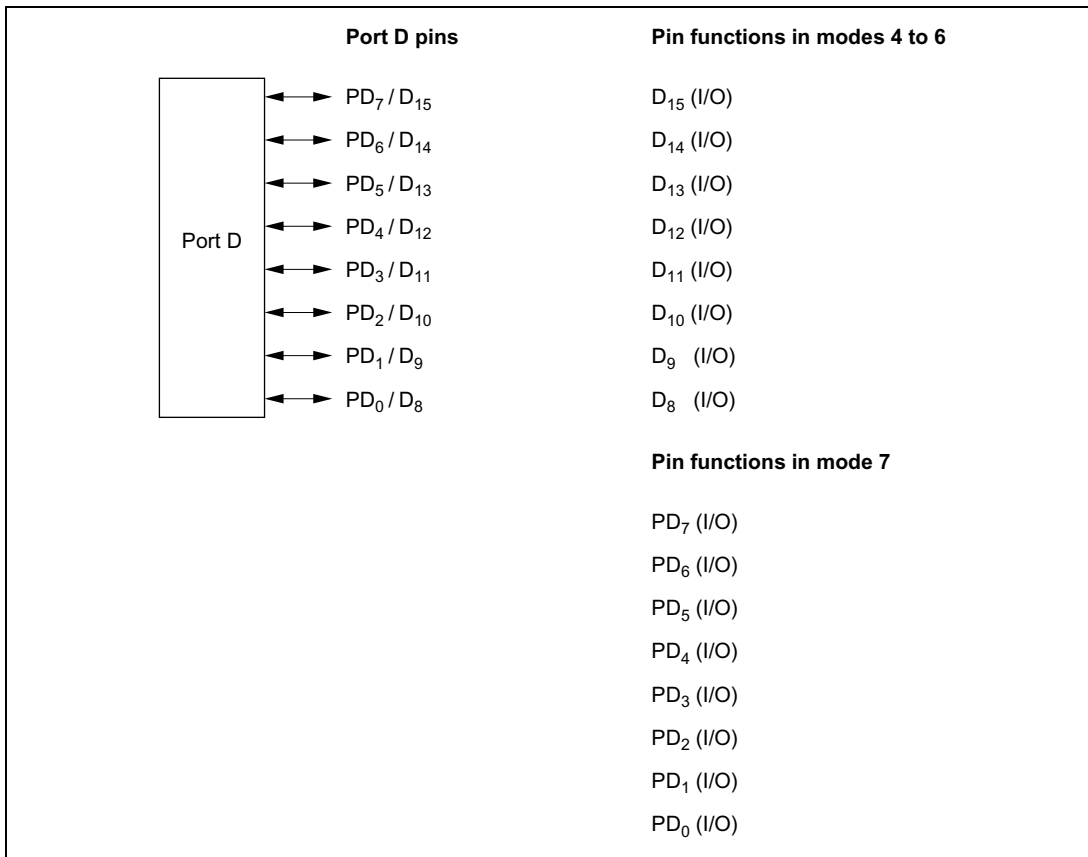 Port D pins Pin functions in modes 4 to 6
PD₇ / D₁₅ D₁₅ (I/O)
PD₆ / D₁₄ D₁₄ (I/O)
PD₅ / D₁₃ D₁₃ (I/O)
PD₄ / D₁₂ D₁₂ (I/O)
Port D
PD₃ / D₁₁ D₁₁ (I/O)
PD₂ / D₁₀ D₁₀ (I/O)
PD₁ / D₉ D₉ (I/O)
PD₀ / D₈ D₈ (I/O)
Pin functions in mode 7
PD₇ (I/O)
PD₆ (I/O)
PD₅ (I/O)
PD₄ (I/O)
PD₃ (I/O)
PD₂ (I/O)
PD₁ (I/O)
PD₀ (I/O)